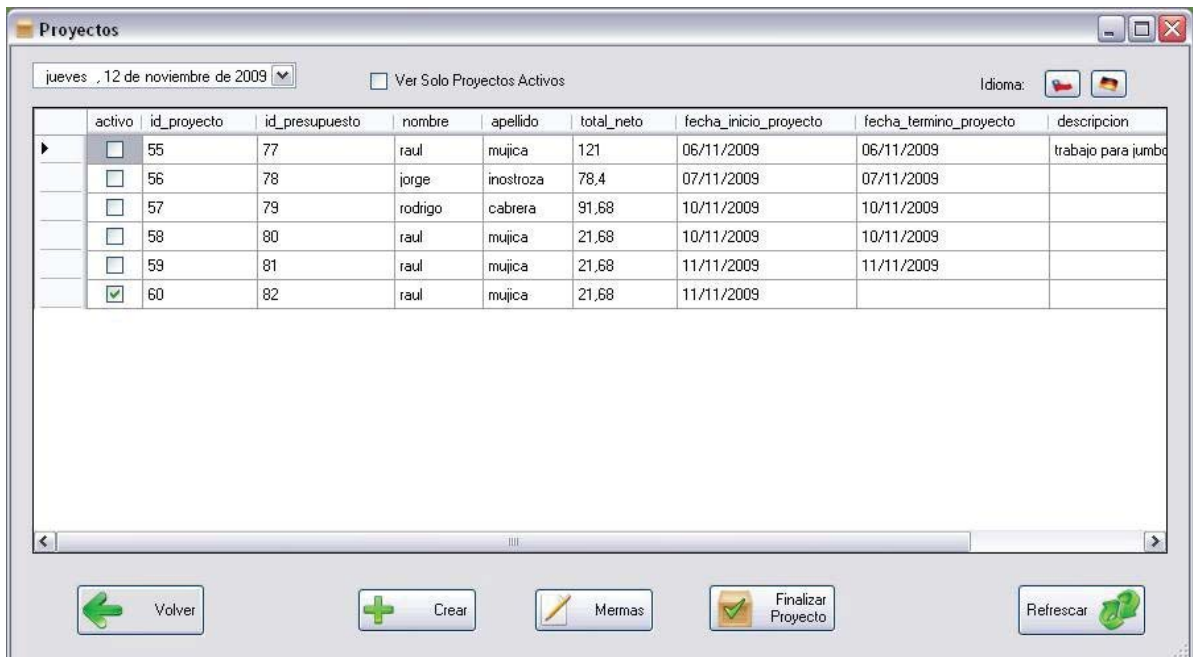 Proyectos
jueves , 12 de noviembre de 2009
Ver Solo Proyectos Activos
Idioma:
activo id_proyecto id_presupuesto nombre apellido total_neto fecha_inicio_proyecto fecha_termino_proyecto descripcion
55 77 raul mujica 121 06/11/2009 06/11/2009 trabajo para jumbo
56 78 jorge inostroza 78,4 07/11/2009 07/11/2009
57 79 rodrigo cabrera 91,68 10/11/2009 10/11/2009
58 80 raul mujica 21,68 10/11/2009 10/11/2009
59 81 raul mujica 21,68 11/11/2009 11/11/2009
60 82 raul mujica 21,68 11/11/2009
Volver
Crear
Mermas
Finalizar
Proyecto
Refrescar